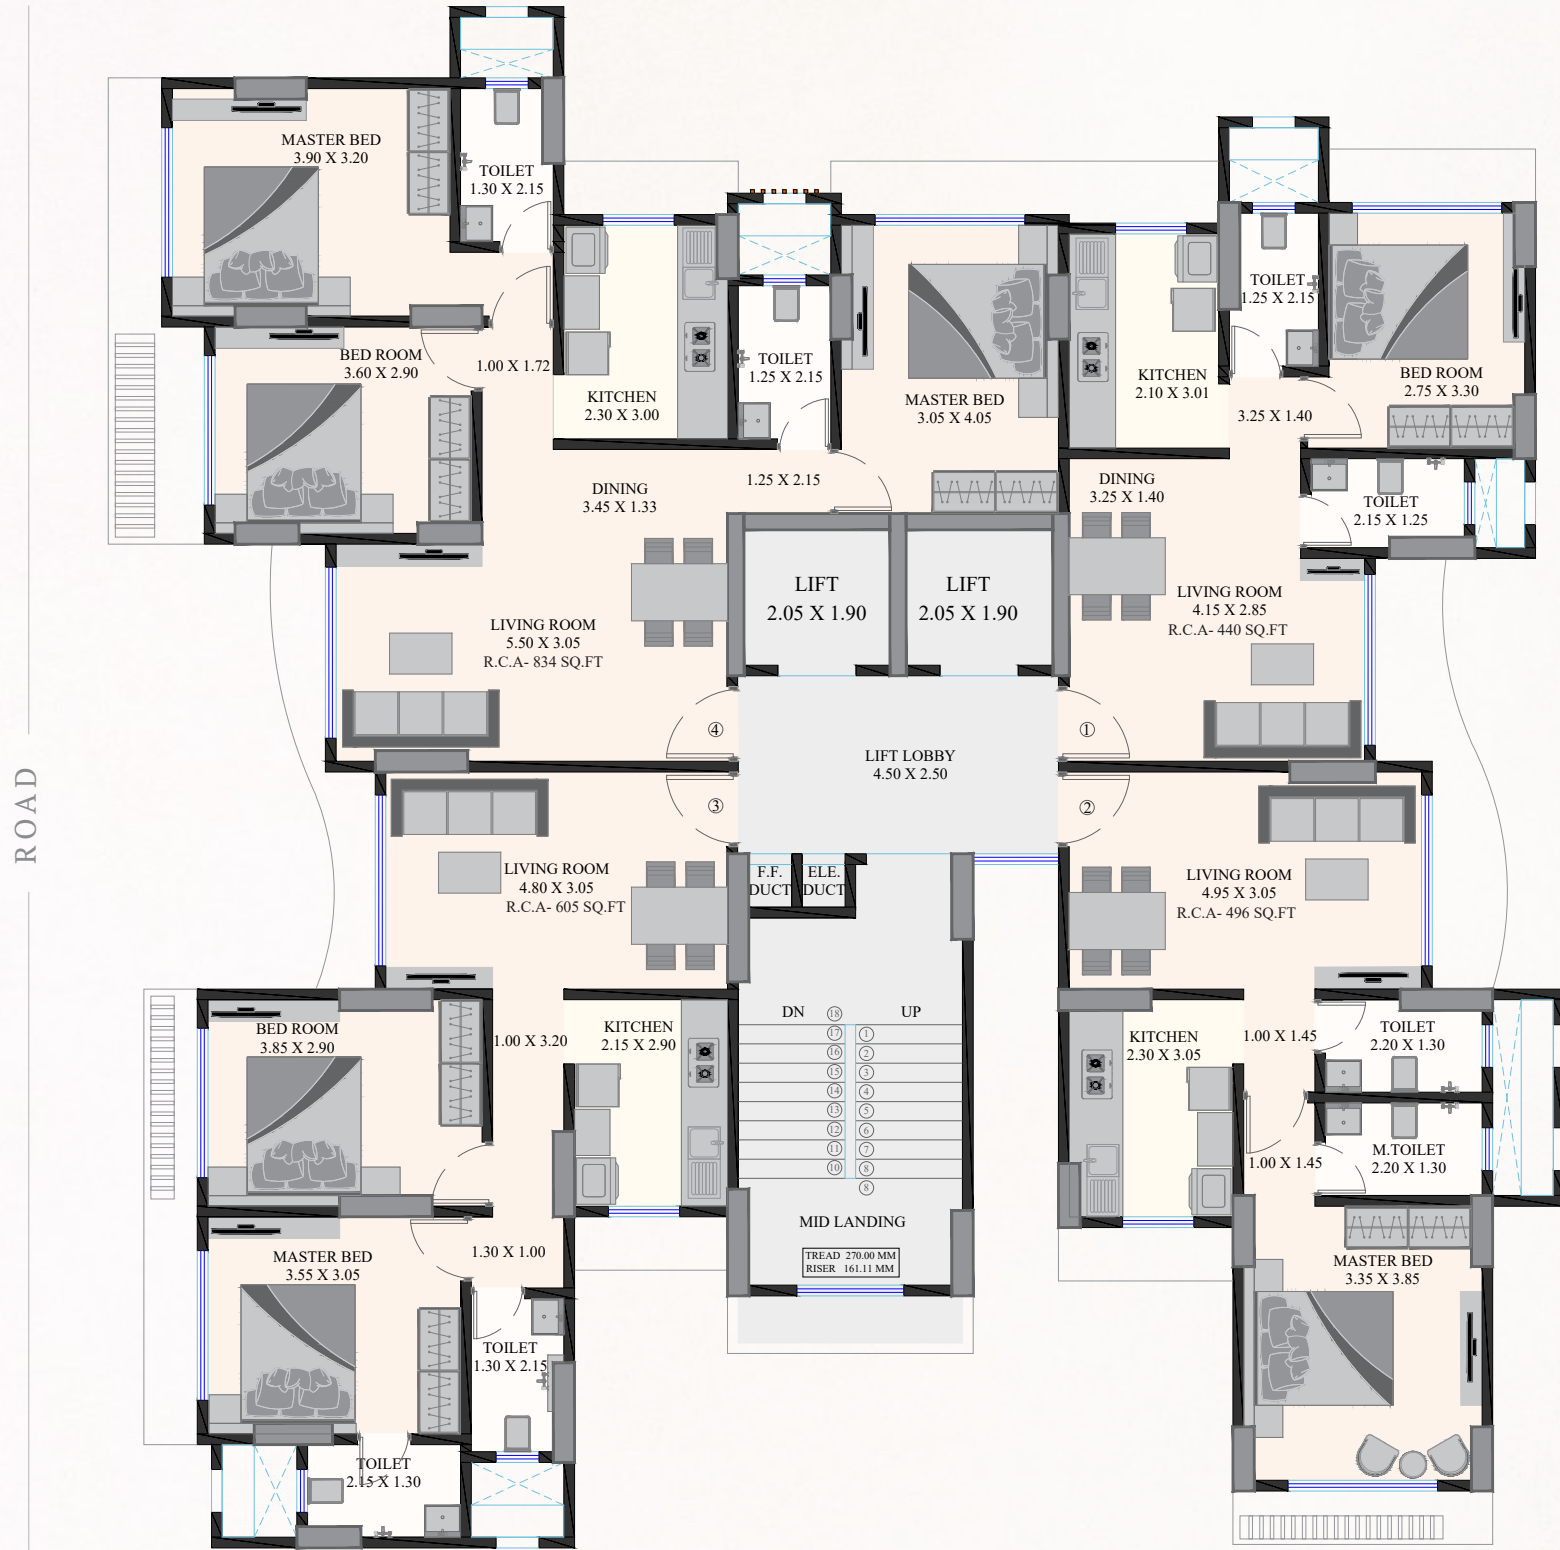 ROAD
MASTER BED
3.90 X 3.20
TOILET
1.30 X 2.15
BED ROOM
3.60 X 2.90
1.00 X 1.72
KITCHEN
2.30 X 3.00
TOILET
1.25 X 2.15
MASTER BED
3.05 X 4.05
1.25 X 2.15
DINING
3.45 X 1.33
LIVING ROOM
5.50 X 3.05
R.C.A- 834 SQ.FT
④
KITCHEN
2.10 X 3.01
TOILET
1.25 X 2.15
BED ROOM
2.75 X 3.30
3.25 X 1.40
DINING
3.25 X 1.40
TOILET
2.15 X 1.25
LIVING ROOM
4.15 X 2.85
R.C.A- 440 SQ.FT
①
LIFT
2.05 X 1.90
LIFT
2.05 X 1.90
LIFT LOBBY
4.50 X 2.50
③
②
LIVING ROOM
4.80 X 3.05
R.C.A- 605 SQ.FT
F.F.
DUCT
ELE.
DUCT
LIVING ROOM
4.95 X 3.05
R.C.A- 496 SQ.FT
BED ROOM
3.85 X 2.90
1.00 X 3.20
KITCHEN
2.15 X 2.90
DN
UP
18
17
16
15
14
13
12
11
10
1
2
3
4
5
6
7
8
8
MID LANDING
TREAD 270.00 MM
RISER 161.11 MM
KITCHEN
2.30 X 3.05
1.00 X 1.45
TOILET
2.20 X 1.30
M.TOILET
2.20 X 1.30
1.00 X 1.45
MASTER BED
3.35 X 3.85
MASTER BED
3.55 X 3.05
1.30 X 1.00
TOILET
1.30 X 2.15
TOILET
2.15 X 1.30